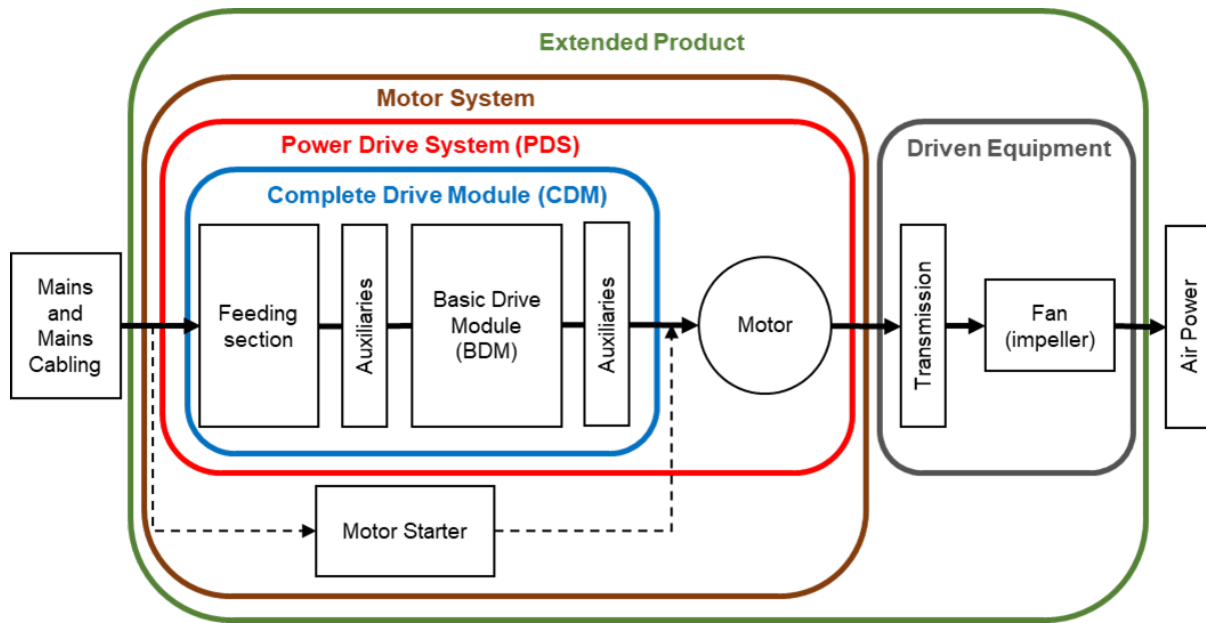 Extended Product
Motor System
Power Drive System (PDS)
Driven Equipment
Complete Drive Module (CDM)
Mains
and
Mains
Cabling
Feeding
section
Auxiliaries
Basic Drive
Module
(BDM)
Auxiliaries
Motor
Transmission
Fan
(impeller)
Air Power
Motor Starter